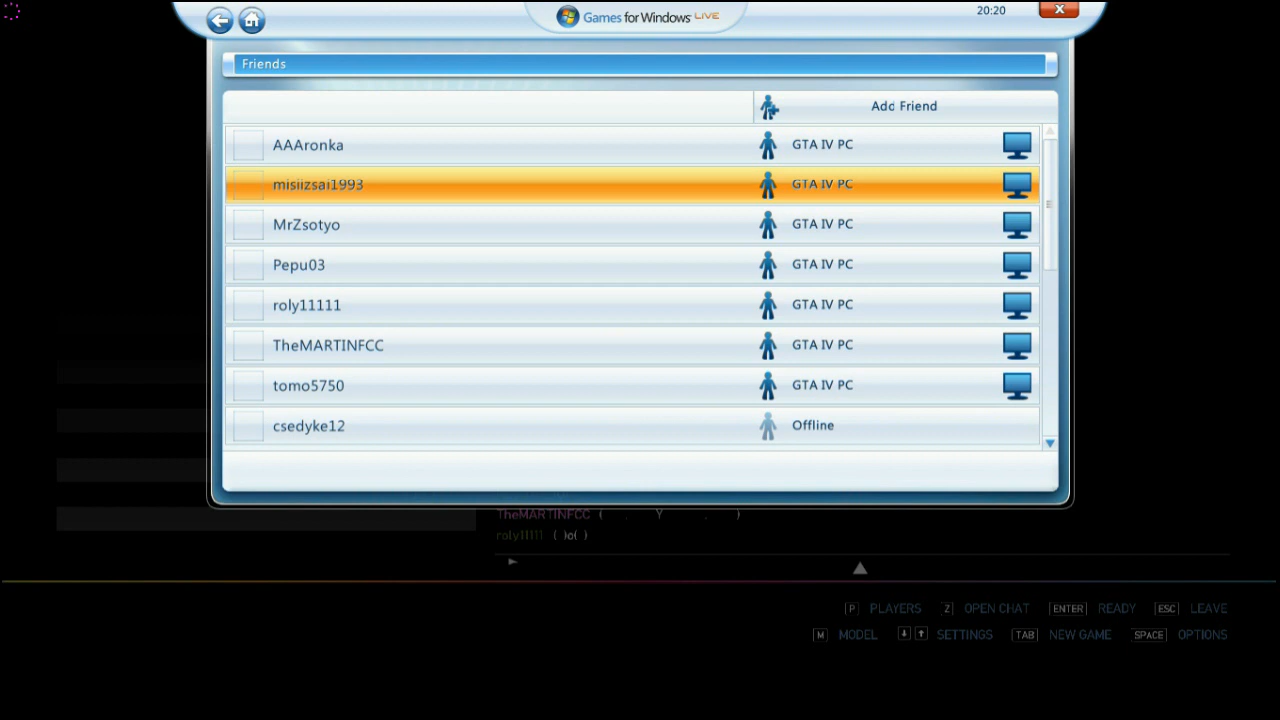 Games for Windows LIVE
20:20
Friends
Add Friend
AAAronka GTA IV PC
misiizsai1993 GTA IV PC
MrZsotyo GTA IV PC
Pepu03 GTA IV PC
roly11111 GTA IV PC
TheMARTINFCC GTA IV PC
tomo5750 GTA IV PC
csedyke12 Offline
TheMARTINFCC ( . Y . )
roly11111 ( )o( )
P PLAYERS Z OPEN CHAT ENTER READY ESC LEAVE
M MODEL SETTINGS TAB NEW GAME SPACE OPTIONS